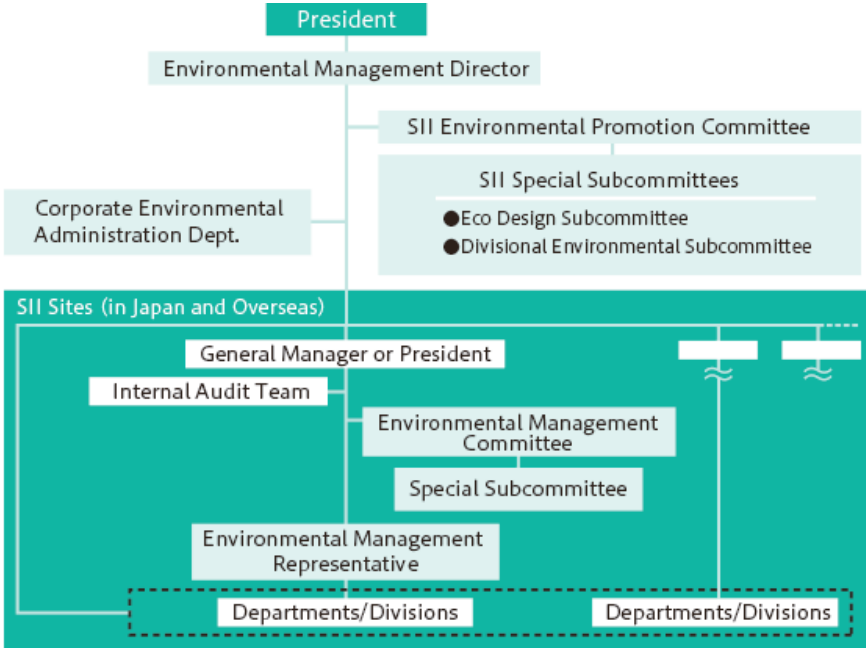 President
Environmental Management Director
SII Environmental Promotion Committee
SII Special Subcommittees
●Eco Design Subcommittee
●Divisional Environmental Subcommittee
Corporate Environmental
Administration Dept.
SII Sites (in Japan and Overseas)
General Manager or President
Internal Audit Team
Environmental Management
Committee
Special Subcommittee
Environmental Management
Representative
Departments/Divisions
Departments/Divisions